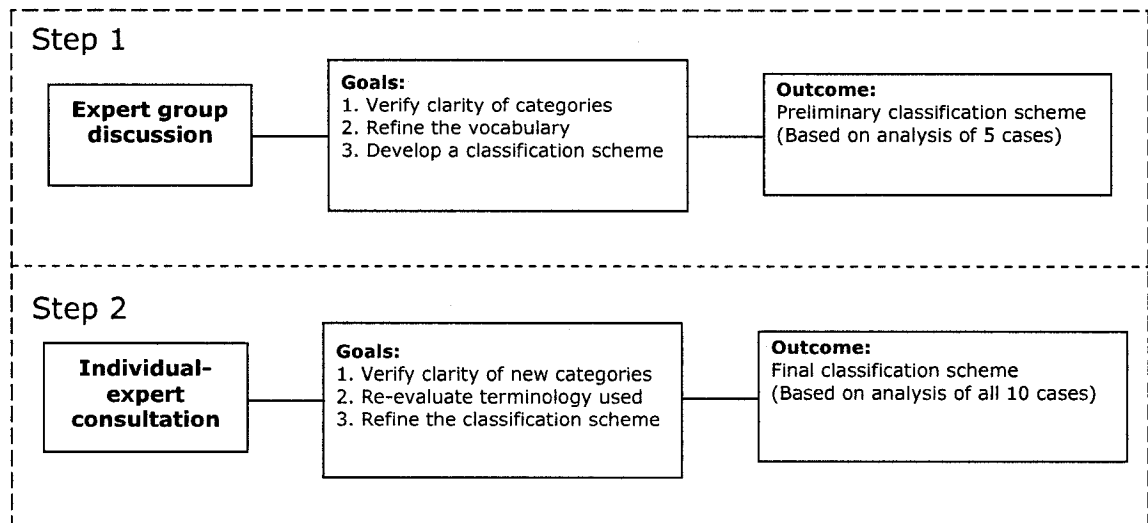 Step 1
Expert group
discussion
Goals:
1. Verify clarity of categories
2. Refine the vocabulary
3. Develop a classification scheme
Outcome:
Preliminary classification scheme
(Based on analysis of 5 cases)
Step 2
Individual-
expert
consultation
Goals:
1. Verify clarity of new categories
2. Re-evaluate terminology used
3. Refine the classification scheme
Outcome:
Final classification scheme
(Based on analysis of all 10 cases)